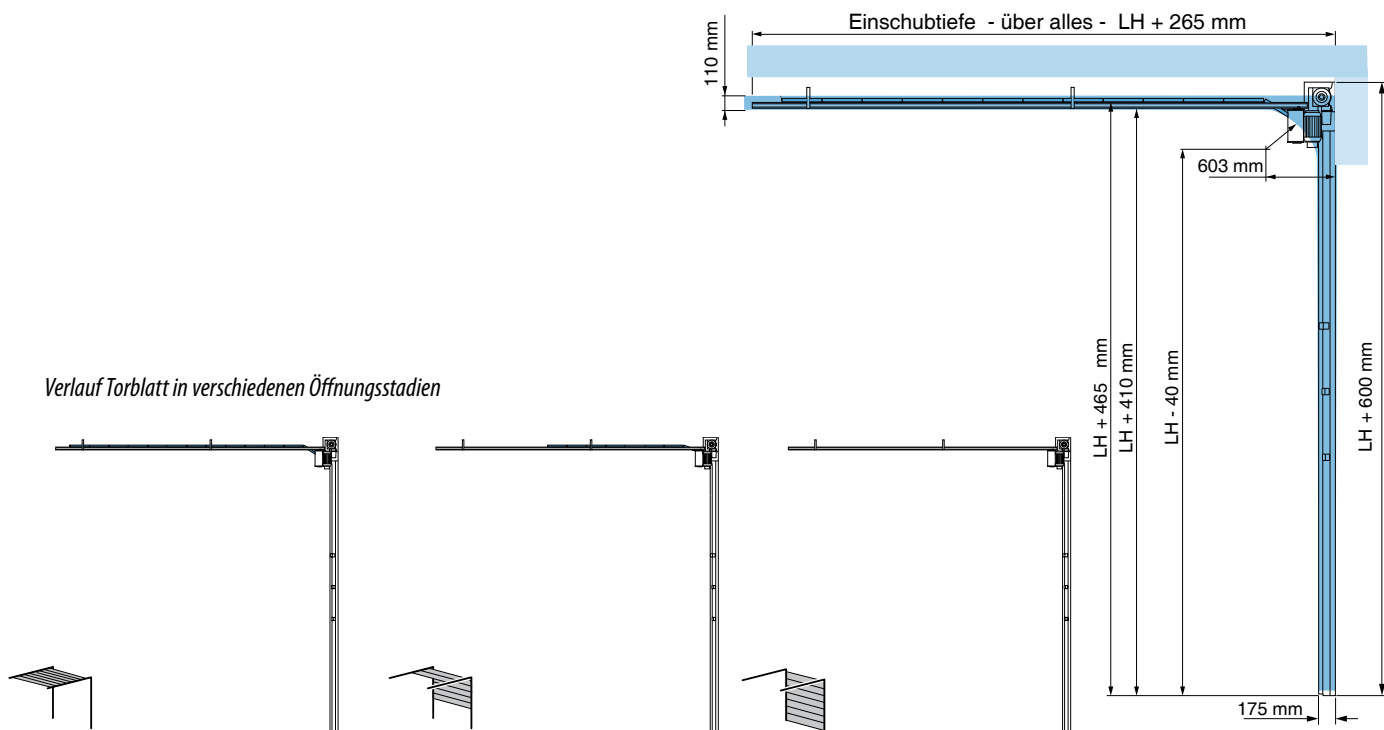 Einschubtiefe - über alles - LH + 265 mm
110 mm
603 mm
LH + 465 mm
LH + 410 mm
LH - 40 mm
LH + 600 mm
175 mm
Verlauf Torblatt in verschiedenen Öffnungsstadien